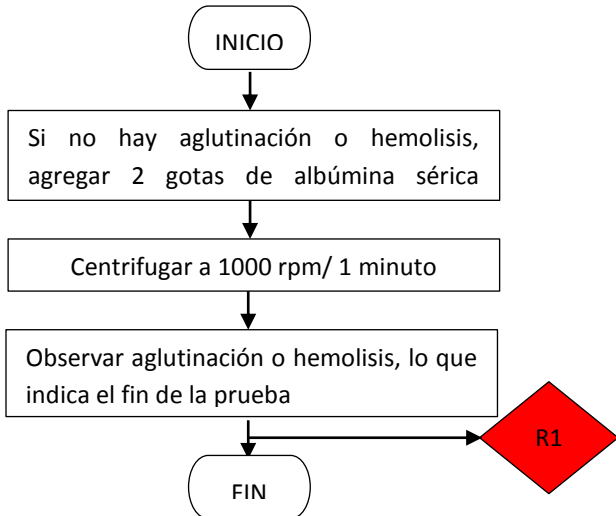 INICIO
Si no hay aglutinación o hemolisis,
agregar 2 gotas de albúmina sérica
Centrifugar a 1000 rpm/ 1 minuto
Observar aglutinación o hemolisis, lo que
indica el fin de la prueba
R1
FIN